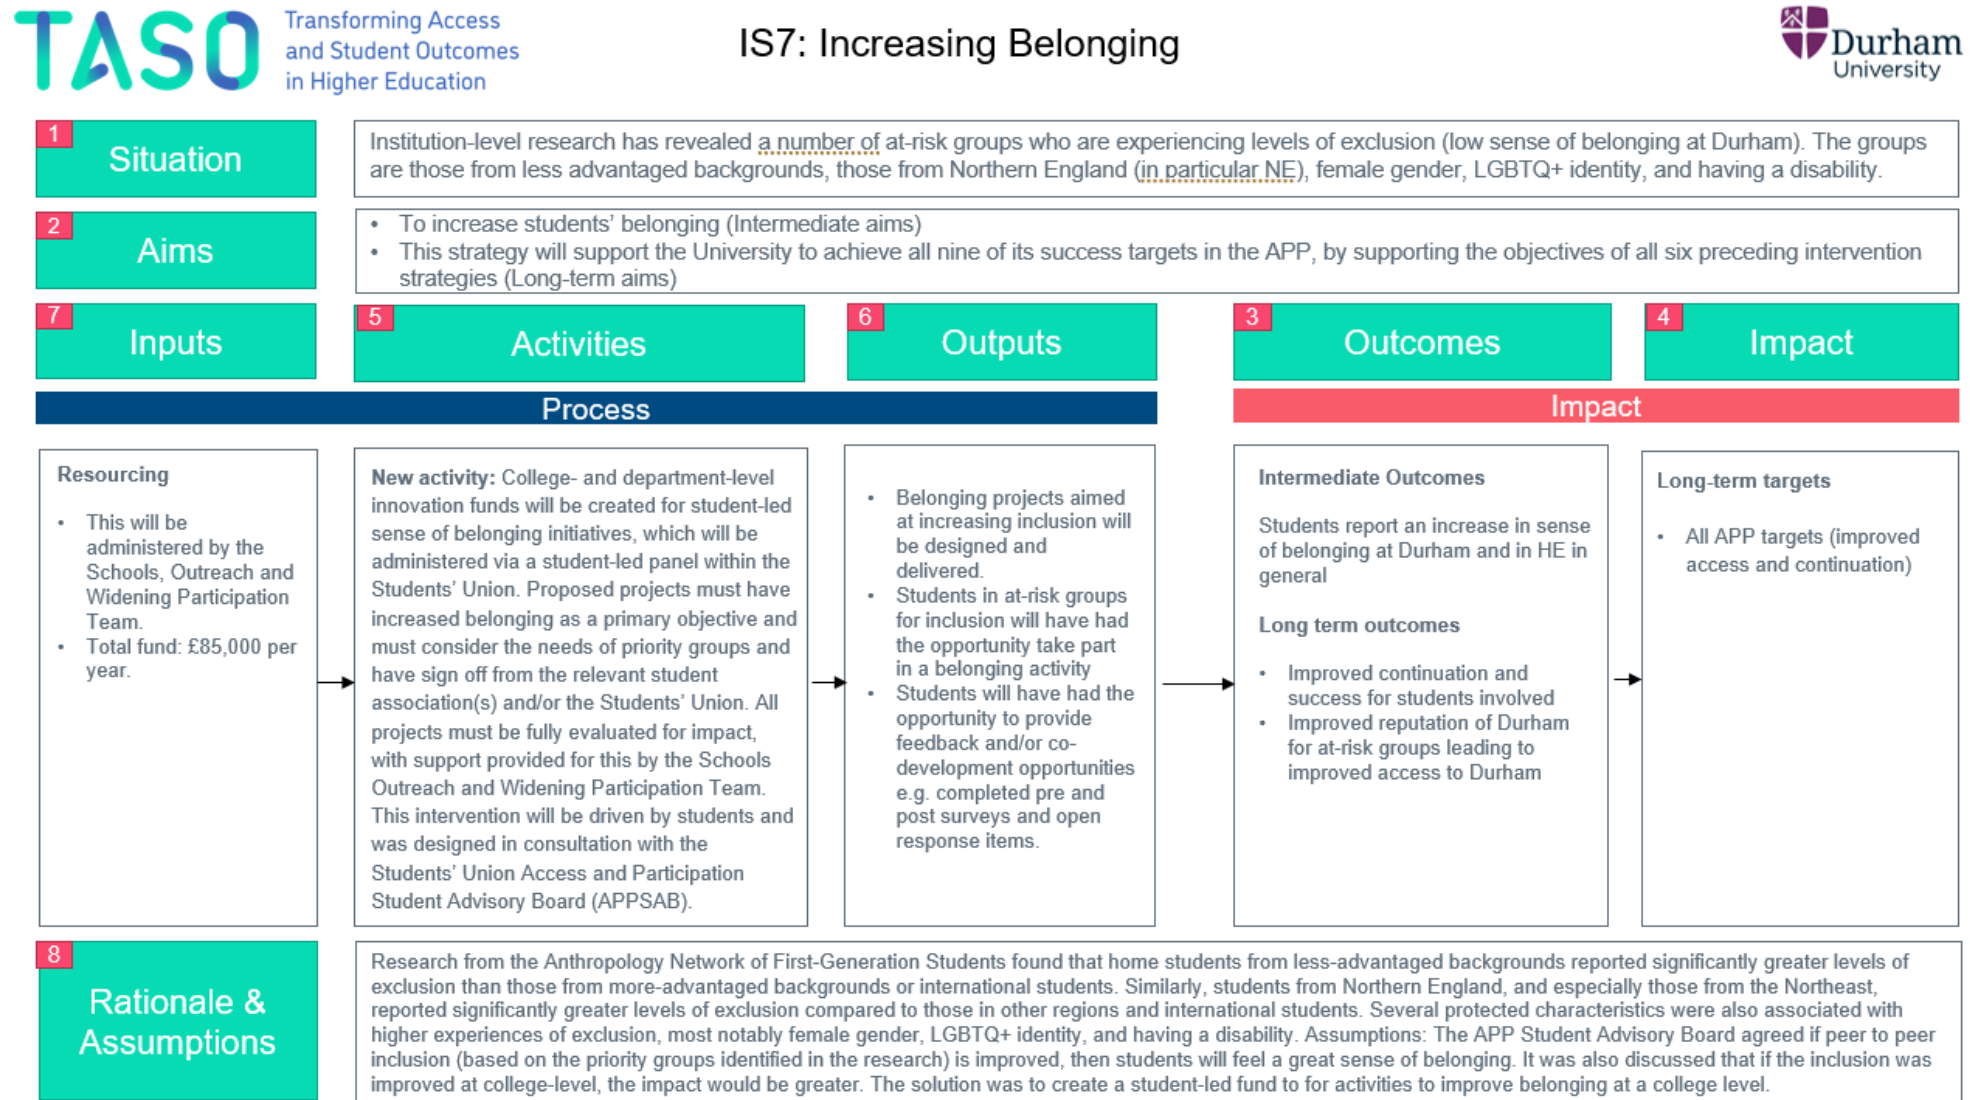 TASO
Transforming Access
and Student Outcomes
in Higher Education
IS7: Increasing Belonging
Durham
University
1
Situation
Institution-level research has revealed a number of at-risk groups who are experiencing levels of exclusion (low sense of belonging at Durham). The groups
are those from less advantaged backgrounds, those from Northern England (in particular NE), female gender, LGBTQ+ identity, and having a disability.
2
Aims
• To increase students' belonging (Intermediate aims)
• This strategy will support the University to achieve all nine of its success targets in the APP, by supporting the objectives of all six preceding intervention
strategies (Long-term aims)
7
Inputs
5
Activities
6
Outputs
3
Outcomes
4
Impact
Process
Impact
Resourcing
• This will be
administered by the
Schools, Outreach and
Widening Participation
Team.
• Total fund: £85,000 per
year.
New activity: College- and department-level
innovation funds will be created for student-led
sense of belonging initiatives, which will be
administered via a student-led panel within the
Students' Union. Proposed projects must have
increased belonging as a primary objective and
must consider the needs of priority groups and
have sign off from the relevant student
association(s) and/or the Students' Union. All
projects must be fully evaluated for impact,
with support provided for this by the Schools
Outreach and Widening Participation Team.
This intervention will be driven by students and
was designed in consultation with the
Students' Union Access and Participation
Student Advisory Board (APPSAB).
• Belonging projects aimed
at increasing inclusion will
be designed and
delivered.
• Students in at-risk groups
for inclusion will have had
the opportunity take part
in a belonging activity
• Students will have had the
opportunity to provide
feedback and/or co-
development opportunities
e.g. completed pre and
post surveys and open
response items.
Intermediate Outcomes
Students report an increase in sense
of belonging at Durham and in HE in
general
Long term outcomes
• Improved continuation and
success for students involved
• Improved reputation of Durham
for at-risk groups leading to
improved access to Durham
Long-term targets
• All APP targets (improved
access and continuation)
8
Rationale &
Assumptions
Research from the Anthropology Network of First-Generation Students found that home students from less-advantaged backgrounds reported significantly greater levels of
exclusion than those from more-advantaged backgrounds or international students. Similarly, students from Northern England, and especially those from the Northeast,
reported significantly greater levels of exclusion compared to those in other regions and international students. Several protected characteristics were also associated with
higher experiences of exclusion, most notably female gender, LGBTQ+ identity, and having a disability. Assumptions: The APP Student Advisory Board agreed if peer to peer
inclusion (based on the priority groups identified in the research) is improved, then students will feel a great sense of belonging. It was also discussed that if the inclusion was
improved at college-level, the impact would be greater. The solution was to create a student-led fund to for activities to improve belonging at a college level.